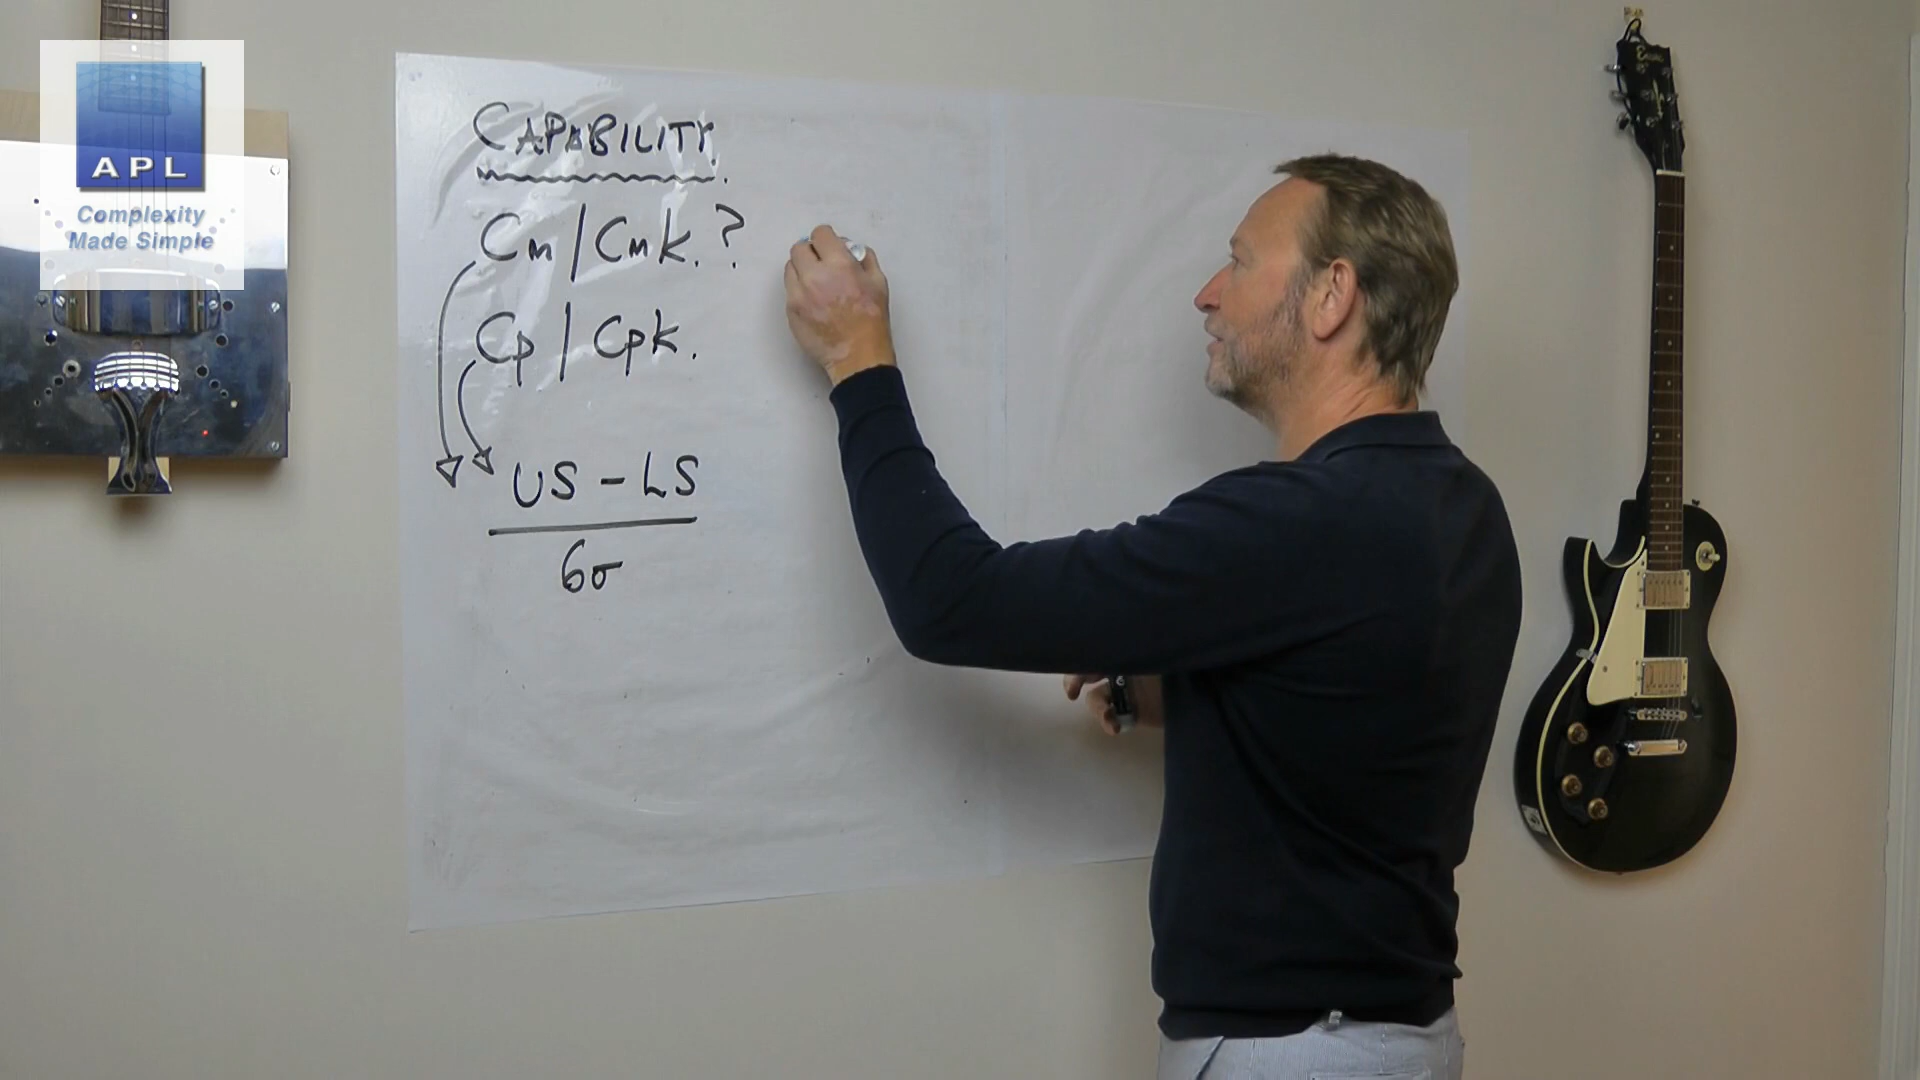 APL
Complexity
Made Simple
CAPABILITY.
Cm / Cmk. ?
Cp / Cpk.
US - LS
6σ